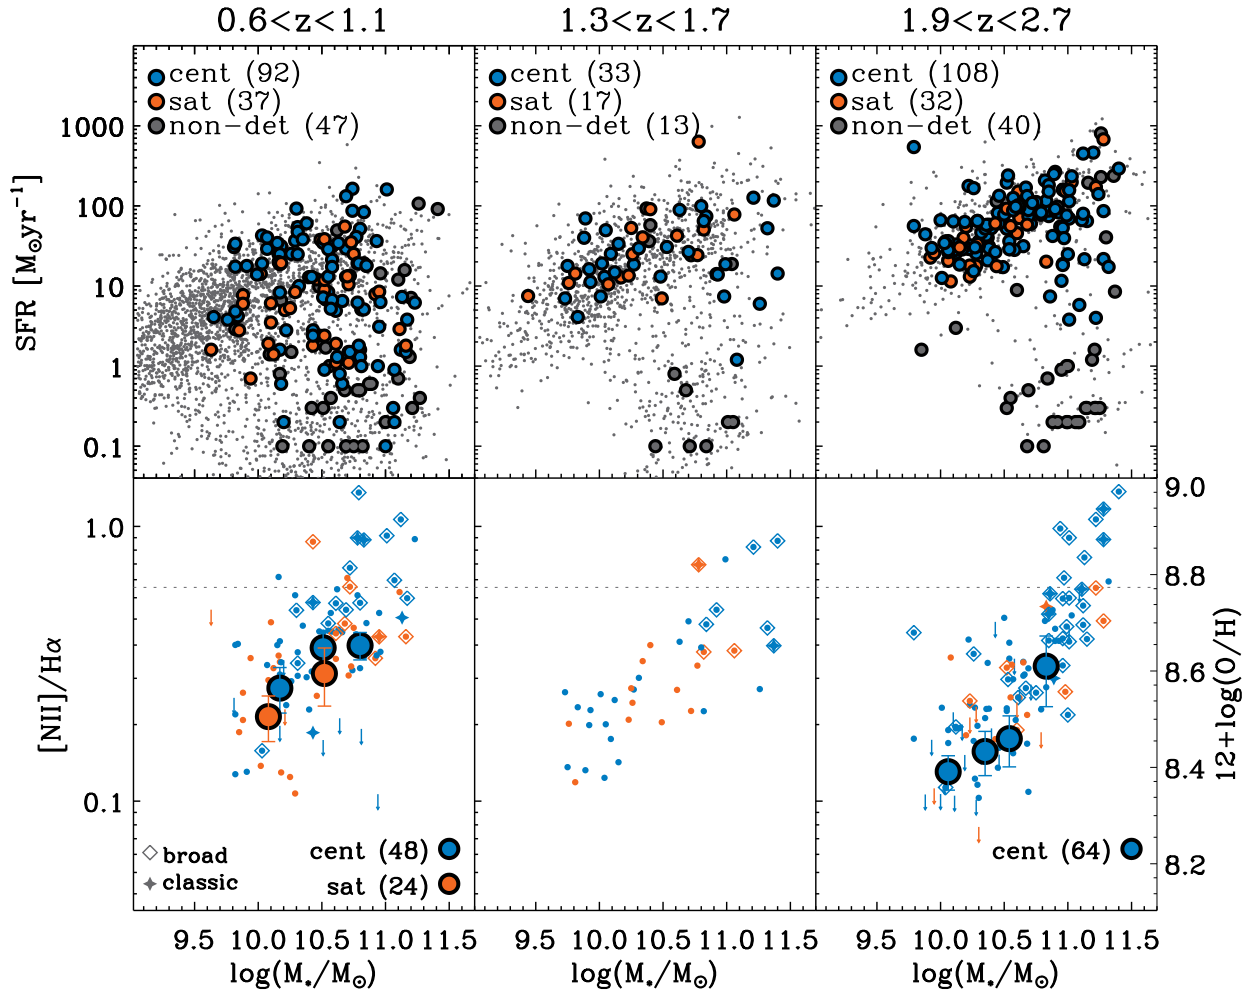 0.6<z<1.1 1.3<z<1.7 1.9<z<2.7
cent (92) cent (33) cent (108)
sat (37) sat (17) sat (32)
non-det (47) non-det (13) non-det (40)
1000
100
10
1
0.1
SFR [M⊙yr⁻¹]
1.0
0.1
[NII]/Hα
9.0
8.8
8.6
8.4
8.2
12+log(O/H)
broad
classic
cent (48)
sat (24)
cent (64)
9.5 10.0 10.5 11.0 11.5 9.5 10.0 10.5 11.0 11.5 9.5 10.0 10.5 11.0 11.5
log(M*/M⊙) log(M*/M⊙) log(M*/M⊙)